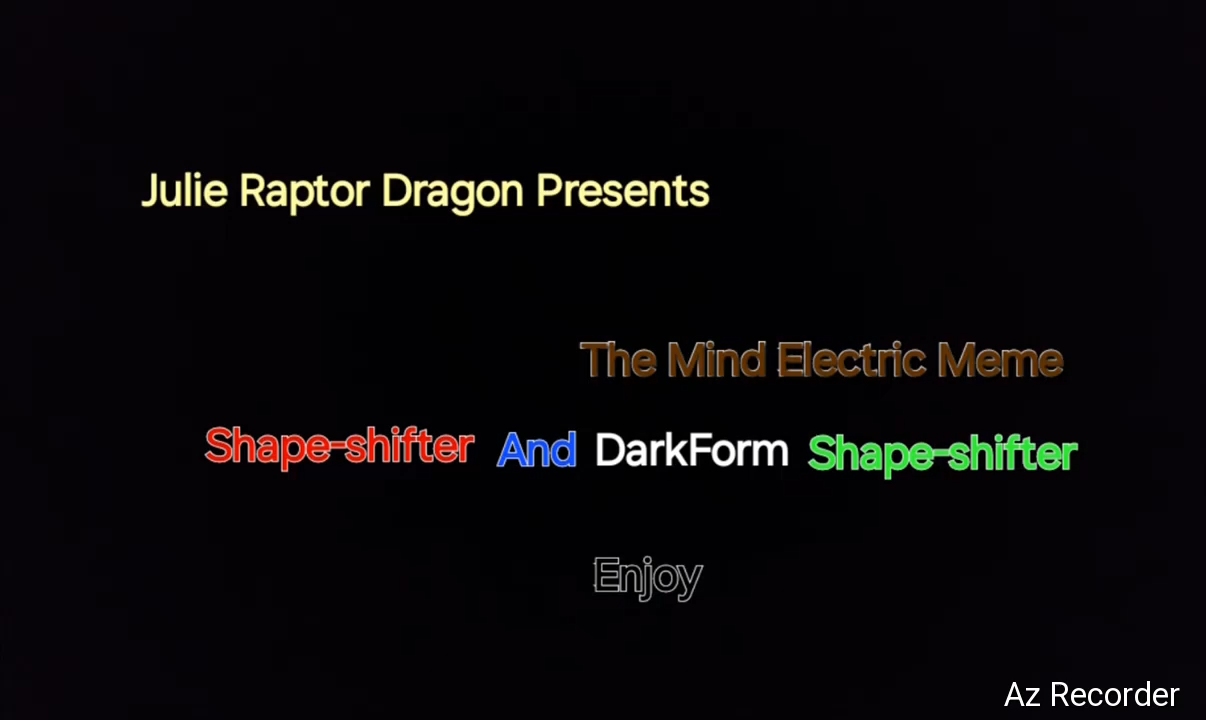 Julie Raptor Dragon Presents
The Mind Electric Meme
Shape-shifter And DarkForm Shape-shifter
Enjoy
Az Recorder